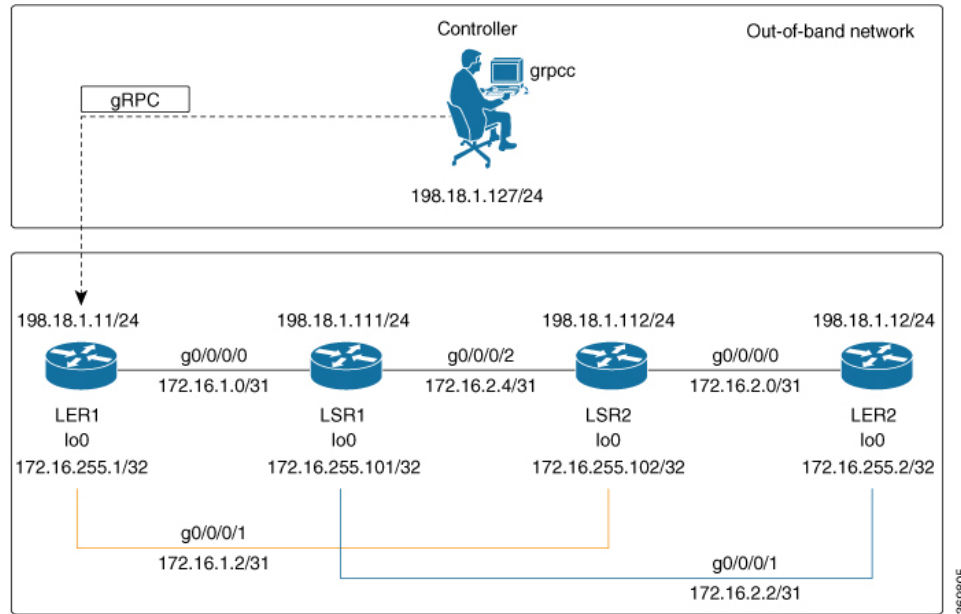 Controller
Out-of-band network
grpcc
gRPC
198.18.1.127/24
198.18.1.11/24
198.18.1.111/24
198.18.1.112/24
198.18.1.12/24
g0/0/0/0
g0/0/0/2
g0/0/0/0
172.16.1.0/31
172.16.2.4/31
172.16.2.0/31
LER1
LSR1
LSR2
LER2
lo0
lo0
lo0
lo0
172.16.255.1/32
172.16.255.101/32
172.16.255.102/32
172.16.255.2/32
g0/0/0/1
172.16.1.2/31
g0/0/0/1
172.16.2.2/31